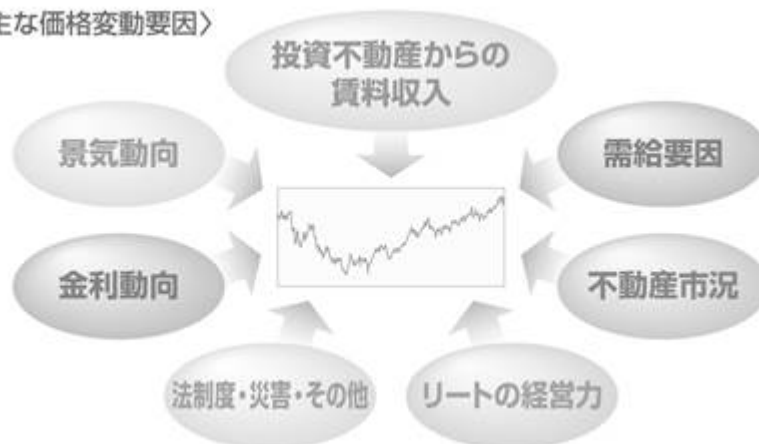 主な価格変動要因〉
投資不動産からの
賃料収入
景気動向
需給要因
金利動向
不動産市況
法制度・災害・その他
リートの経営力